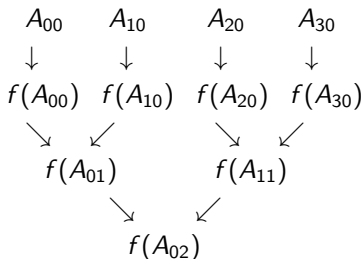 A₀₀ A₁₀ A₂₀ A₃₀
f(A₀₀) f(A₁₀) f(A₂₀) f(A₃₀)
f(A₀₁) f(A₁₁)
f(A₀₂)